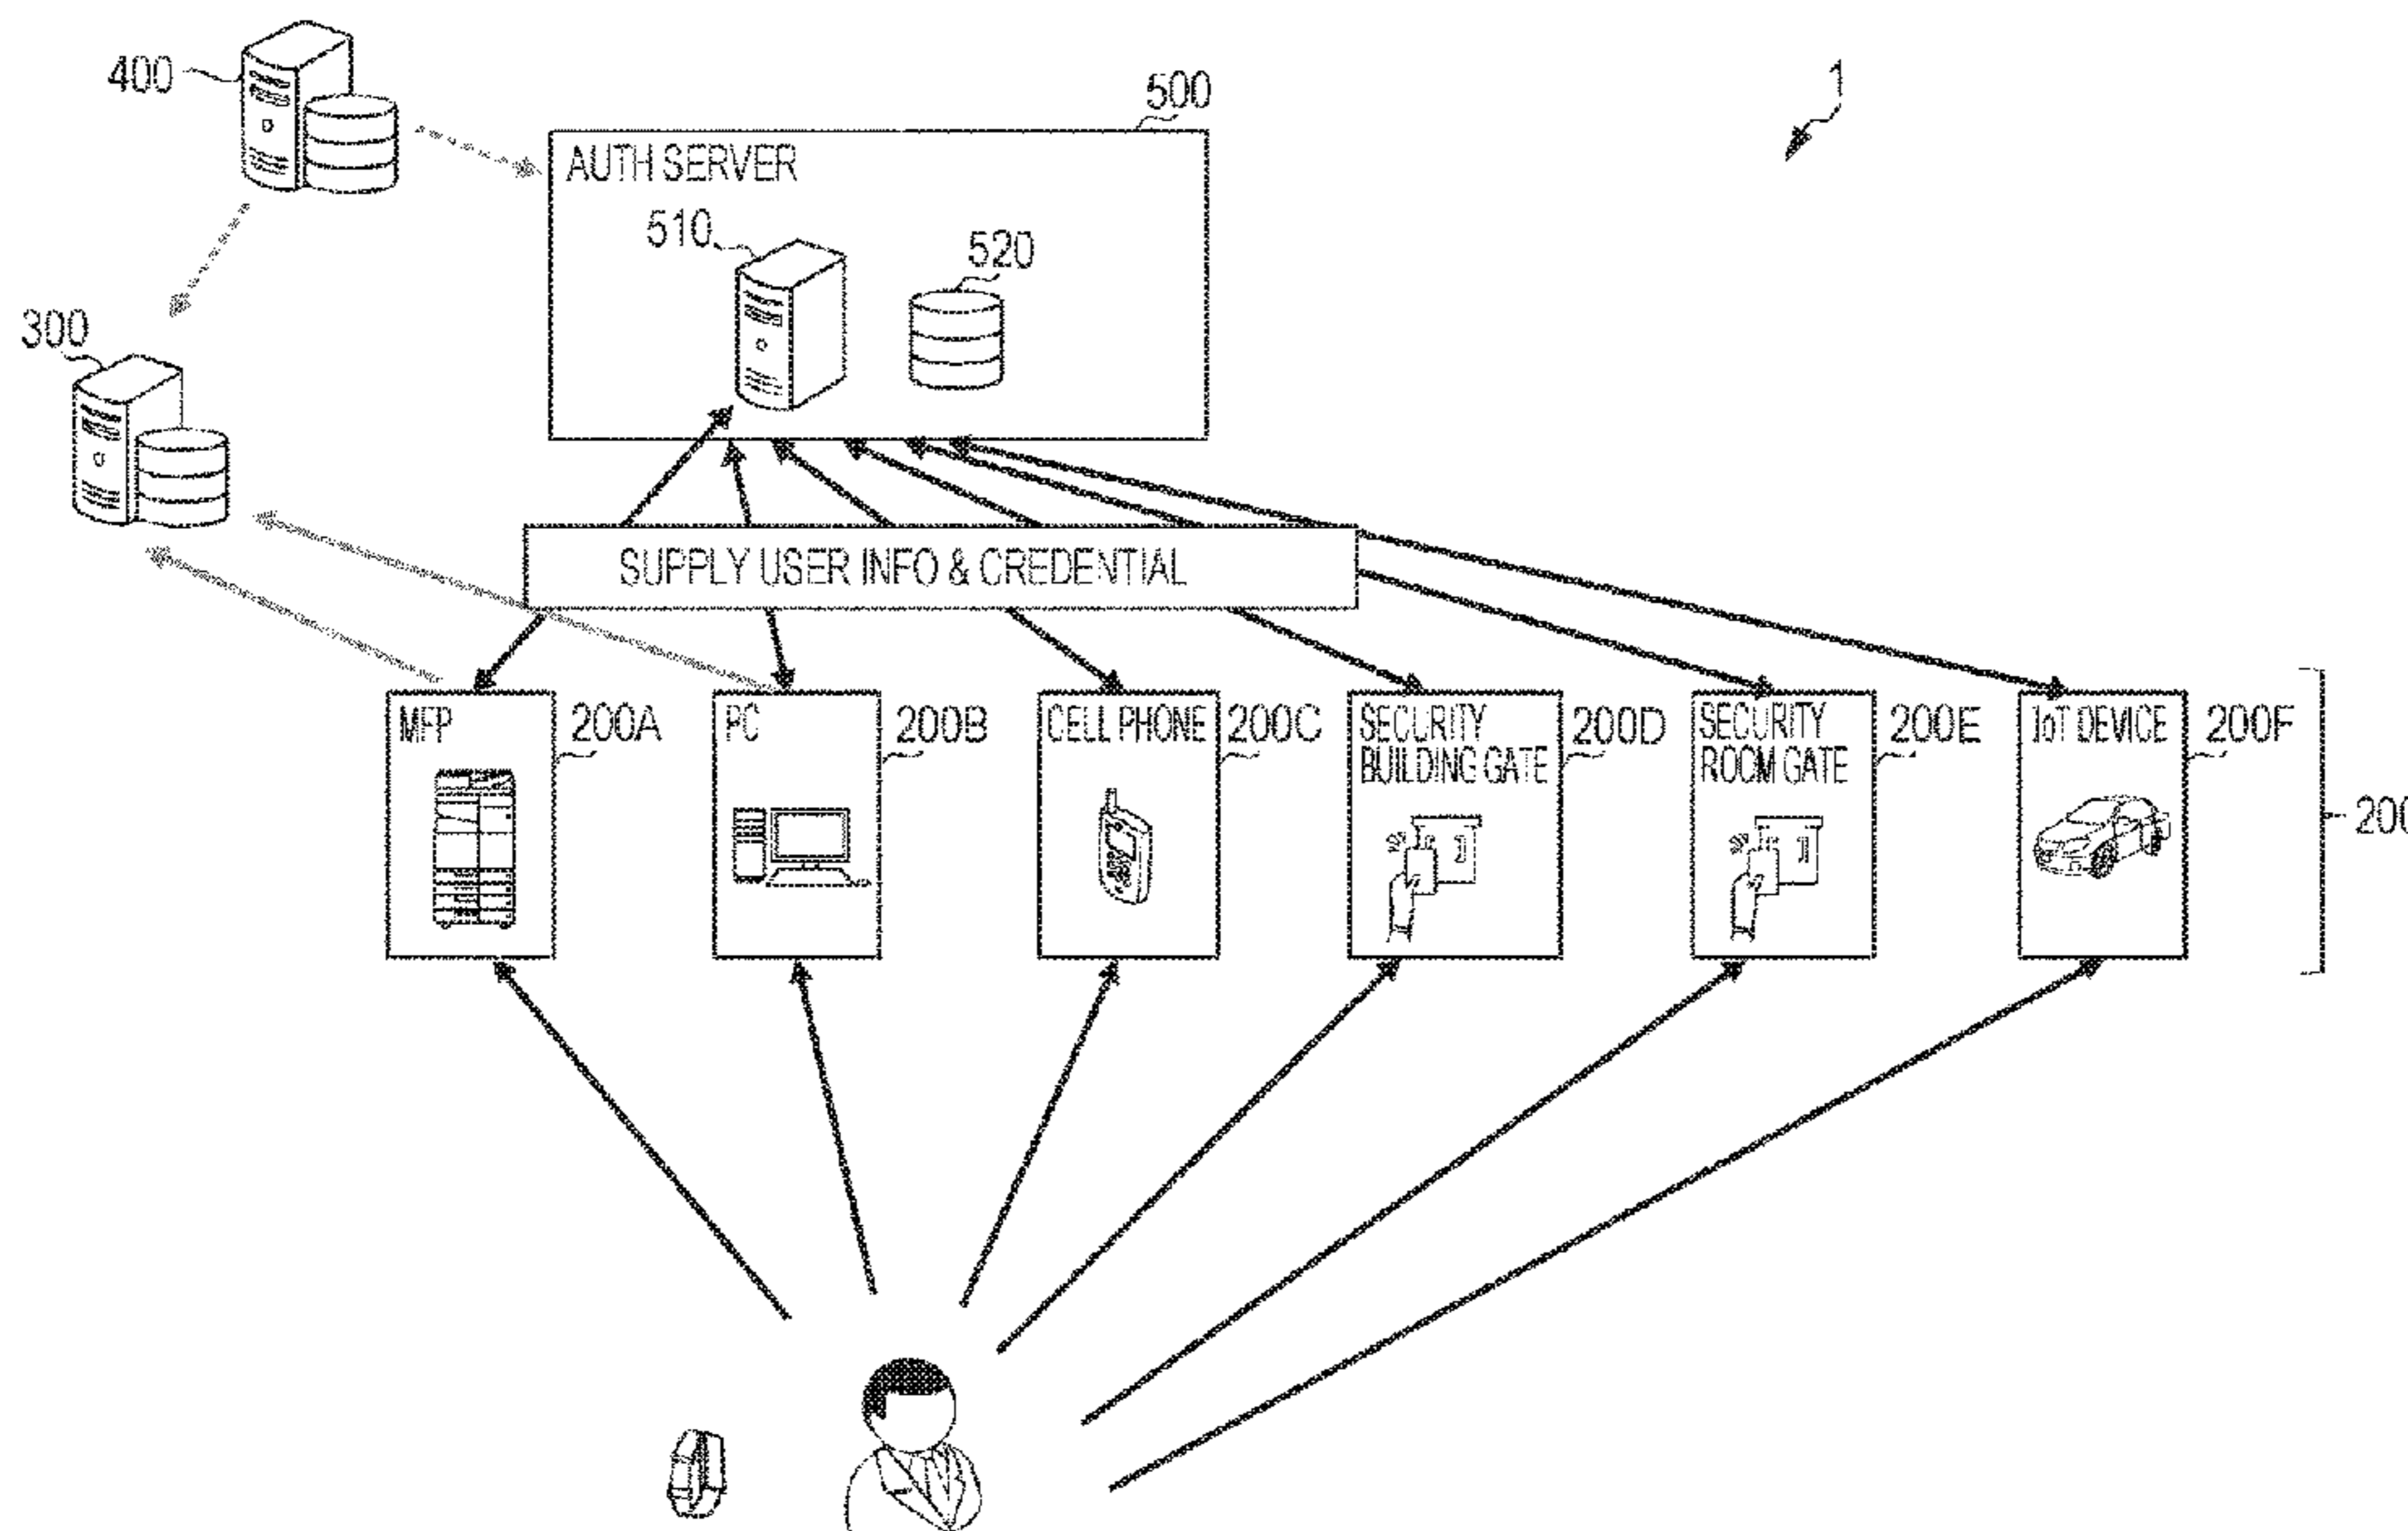 400
500
1
AUTH SERVER
510
520
300
SUPPLY USER INFO & CREDENTIAL
MFP
200A
PC
200B
CELL PHONE
200C
SECURITY
BUILDING GATE
200D
SECURITY
ROOM GATE
200E
IoT DEVICE
200F
200